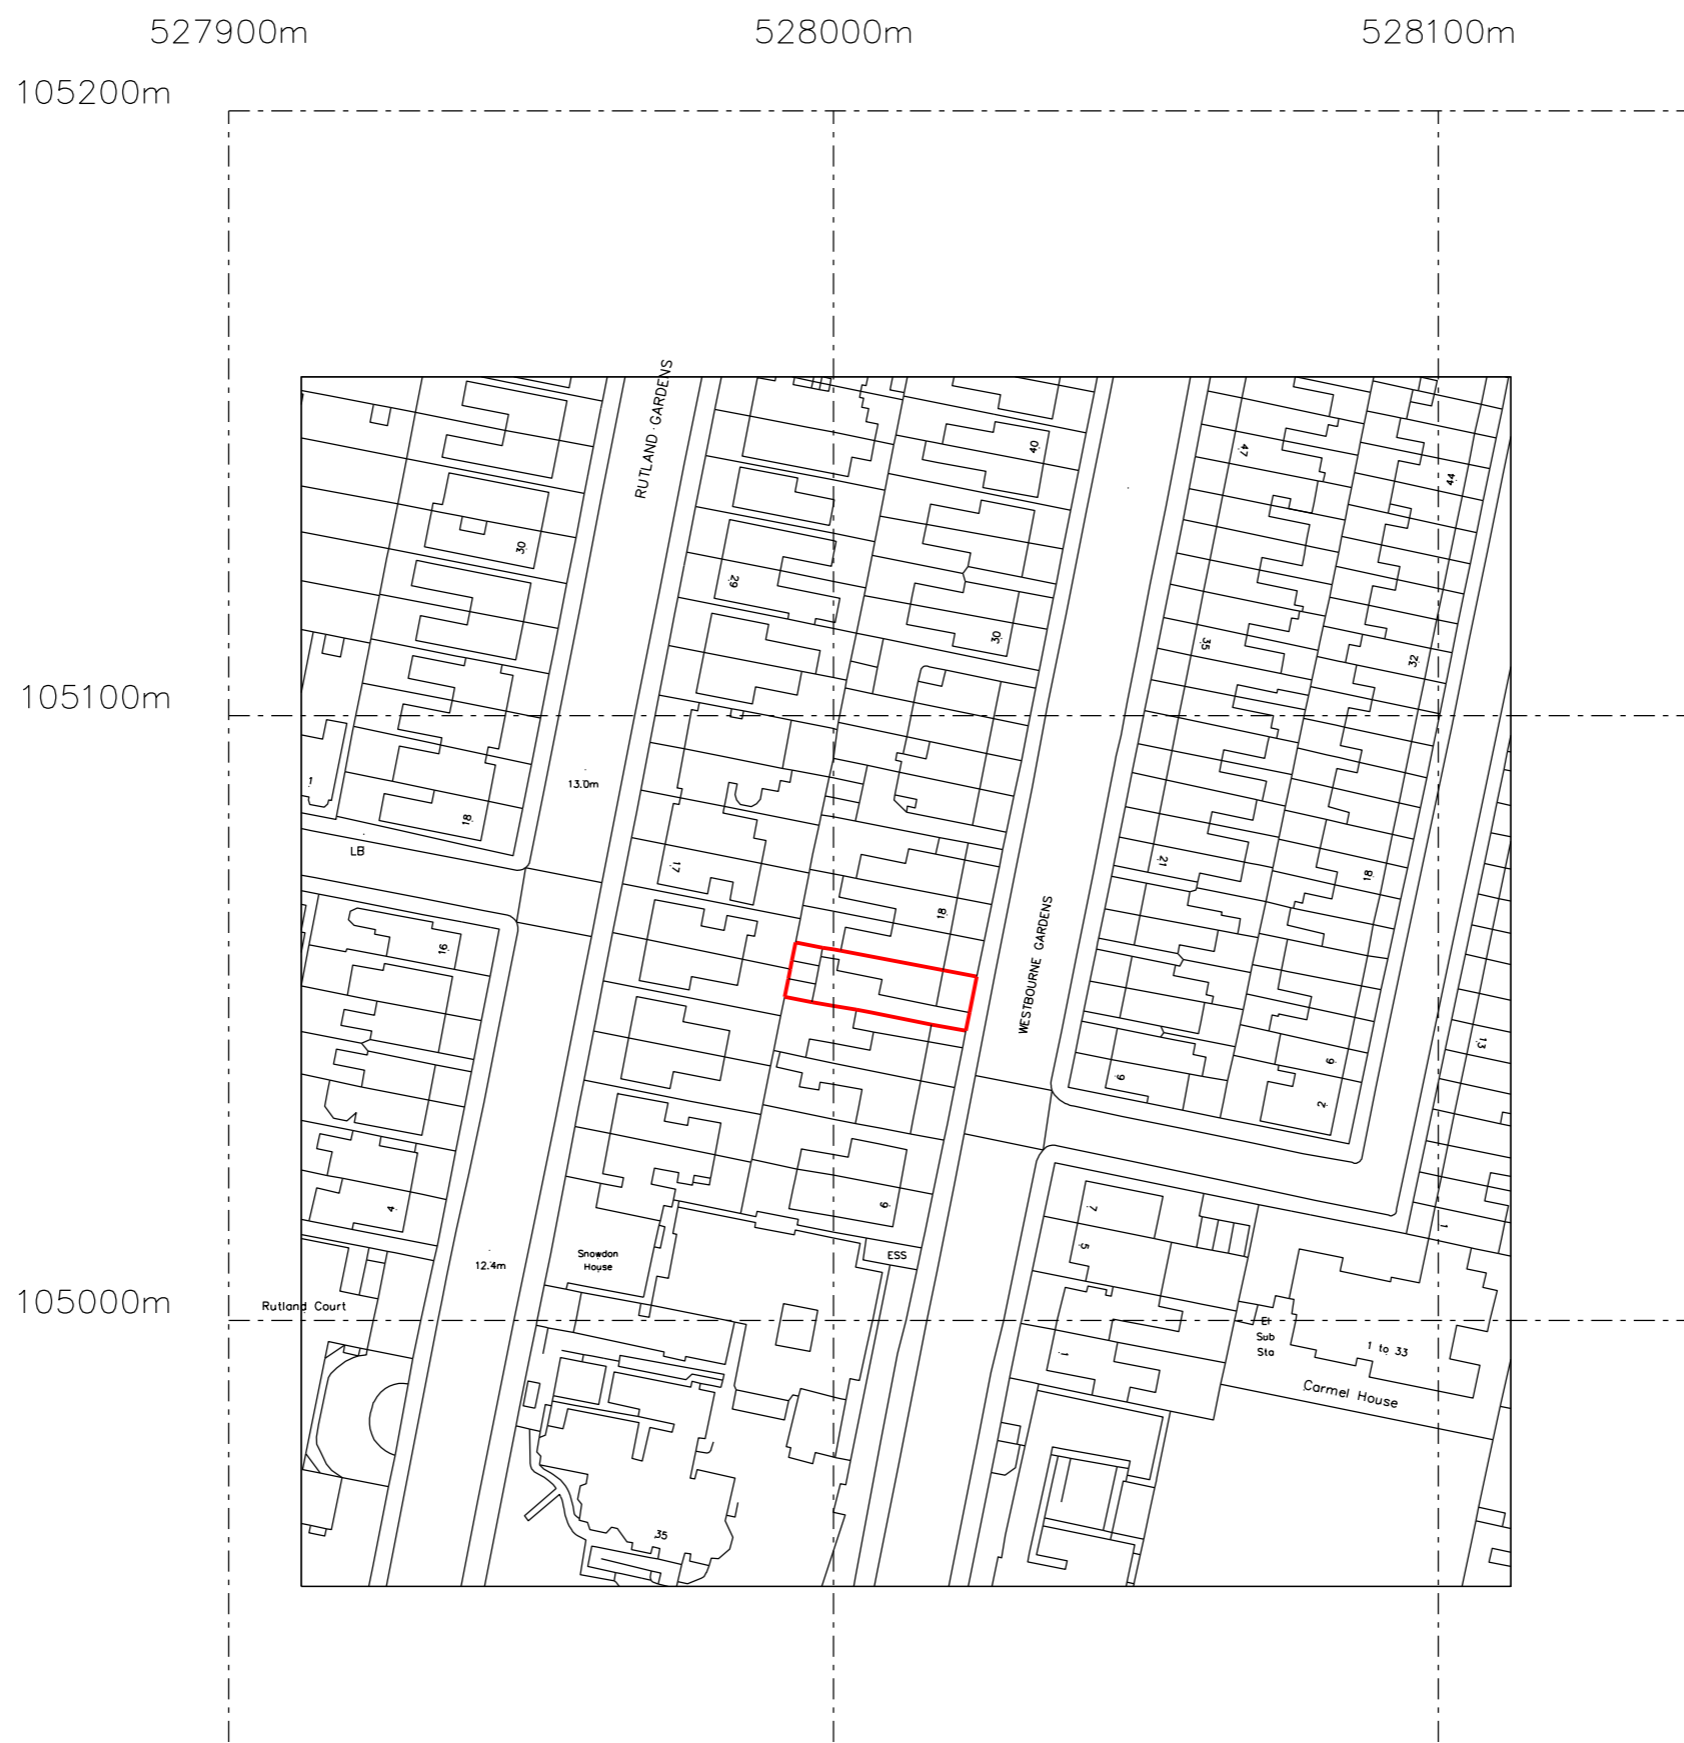 527900m 528000m 528100m
105200m
RUTLAND GARDENS
40
47
44
30
29
30
35
32
105100m
1
13.0m
18
LB
17
21
18
18
16
WESTBOURNE GARDENS
13
9
9
2
4
6
7
1
Snowdon
House
ESS
5
12.4m
105000m
Rutland Court
El
Sub
Sta
1
1 to 33
Carmel House
35